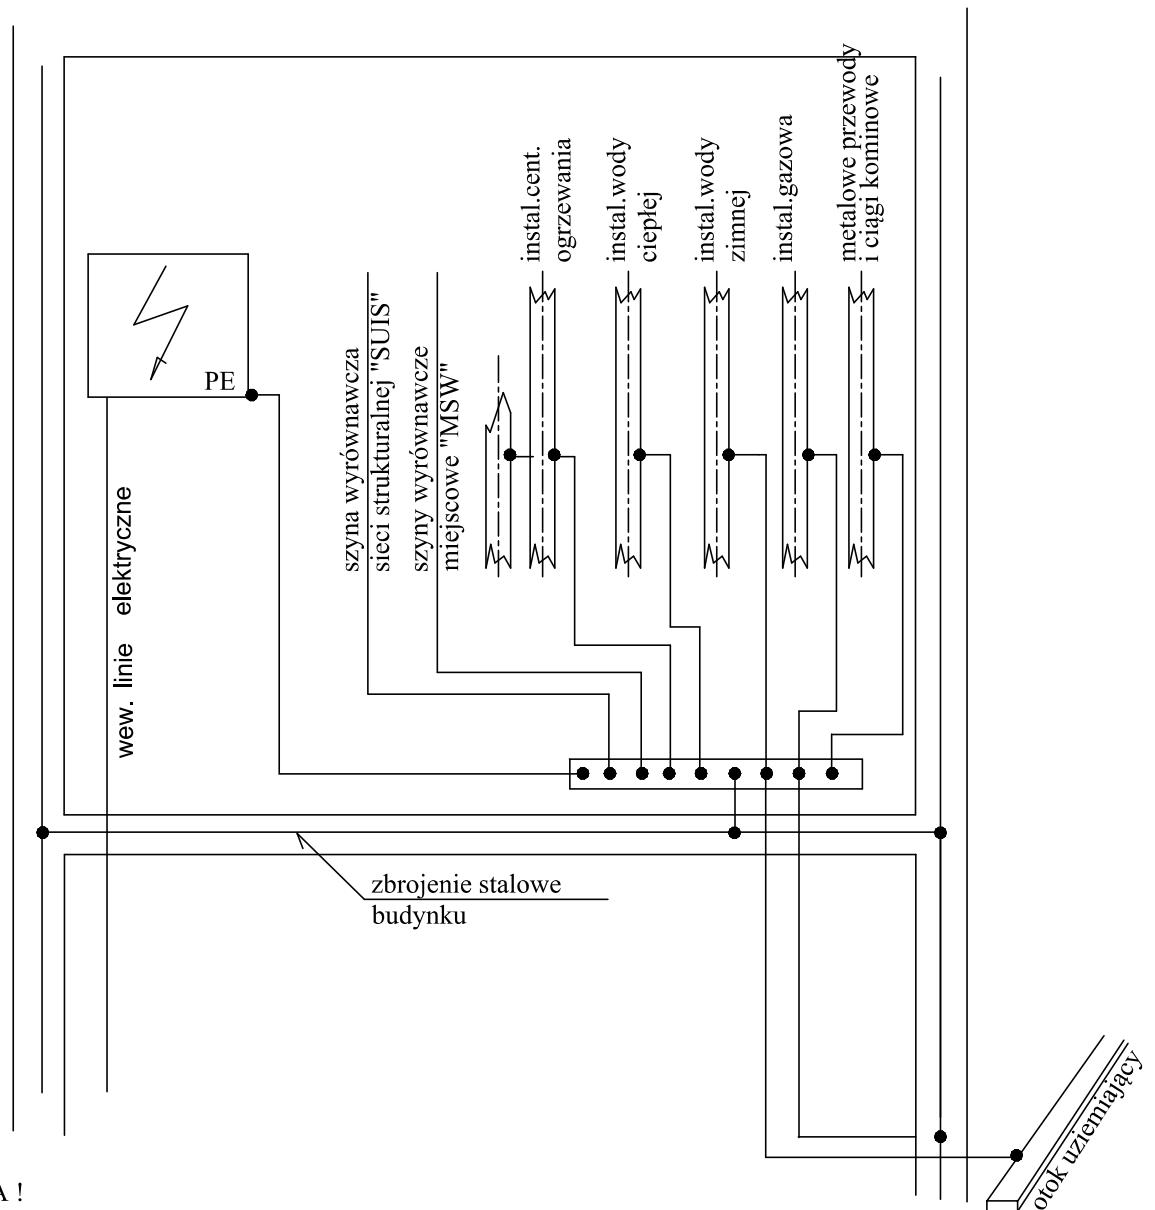 metalowe przewody
i ciągi kominowe
instal.gazowa
instal.wody
zimnej
instal.wody
ciepłej
instal.cent.
ogrzewania
PE
szyna wyrównawcza
sieci strukturalnej "SUIS"
szyny wyrównawcze
miejscowe "MSW"
wew. linie elektryczne
zbrojenie stalowe
budynku
otok uziemiający
A !